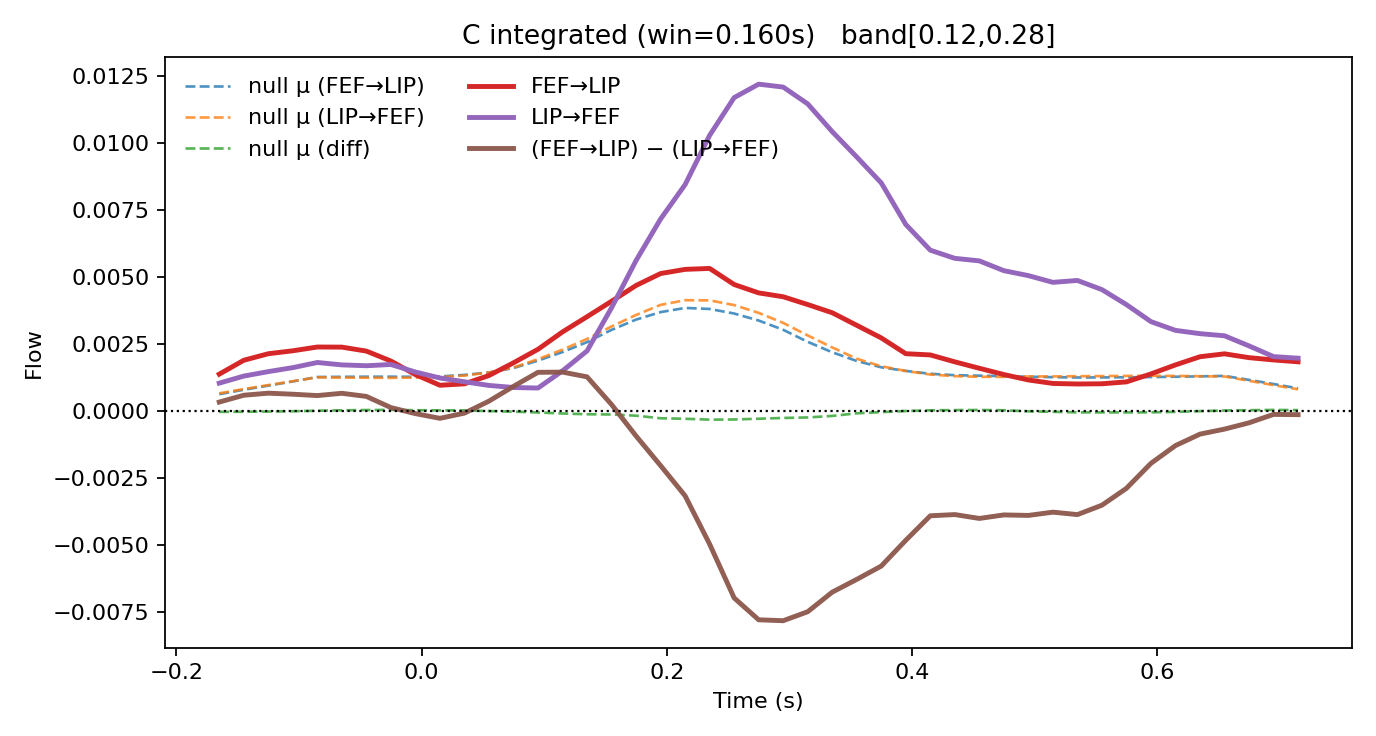 C integrated (win=0.160s)   band[0.12,0.28]
null μ (FEF→LIP)
null μ (LIP→FEF)
null μ (diff)
FEF→LIP
LIP→FEF
(FEF→LIP) − (LIP→FEF)
Flow
0.0125
0.0100
0.0075
0.0050
0.0025
0.0000
−0.0025
−0.0050
−0.0075
−0.2
0.0
0.2
0.4
0.6
Time (s)